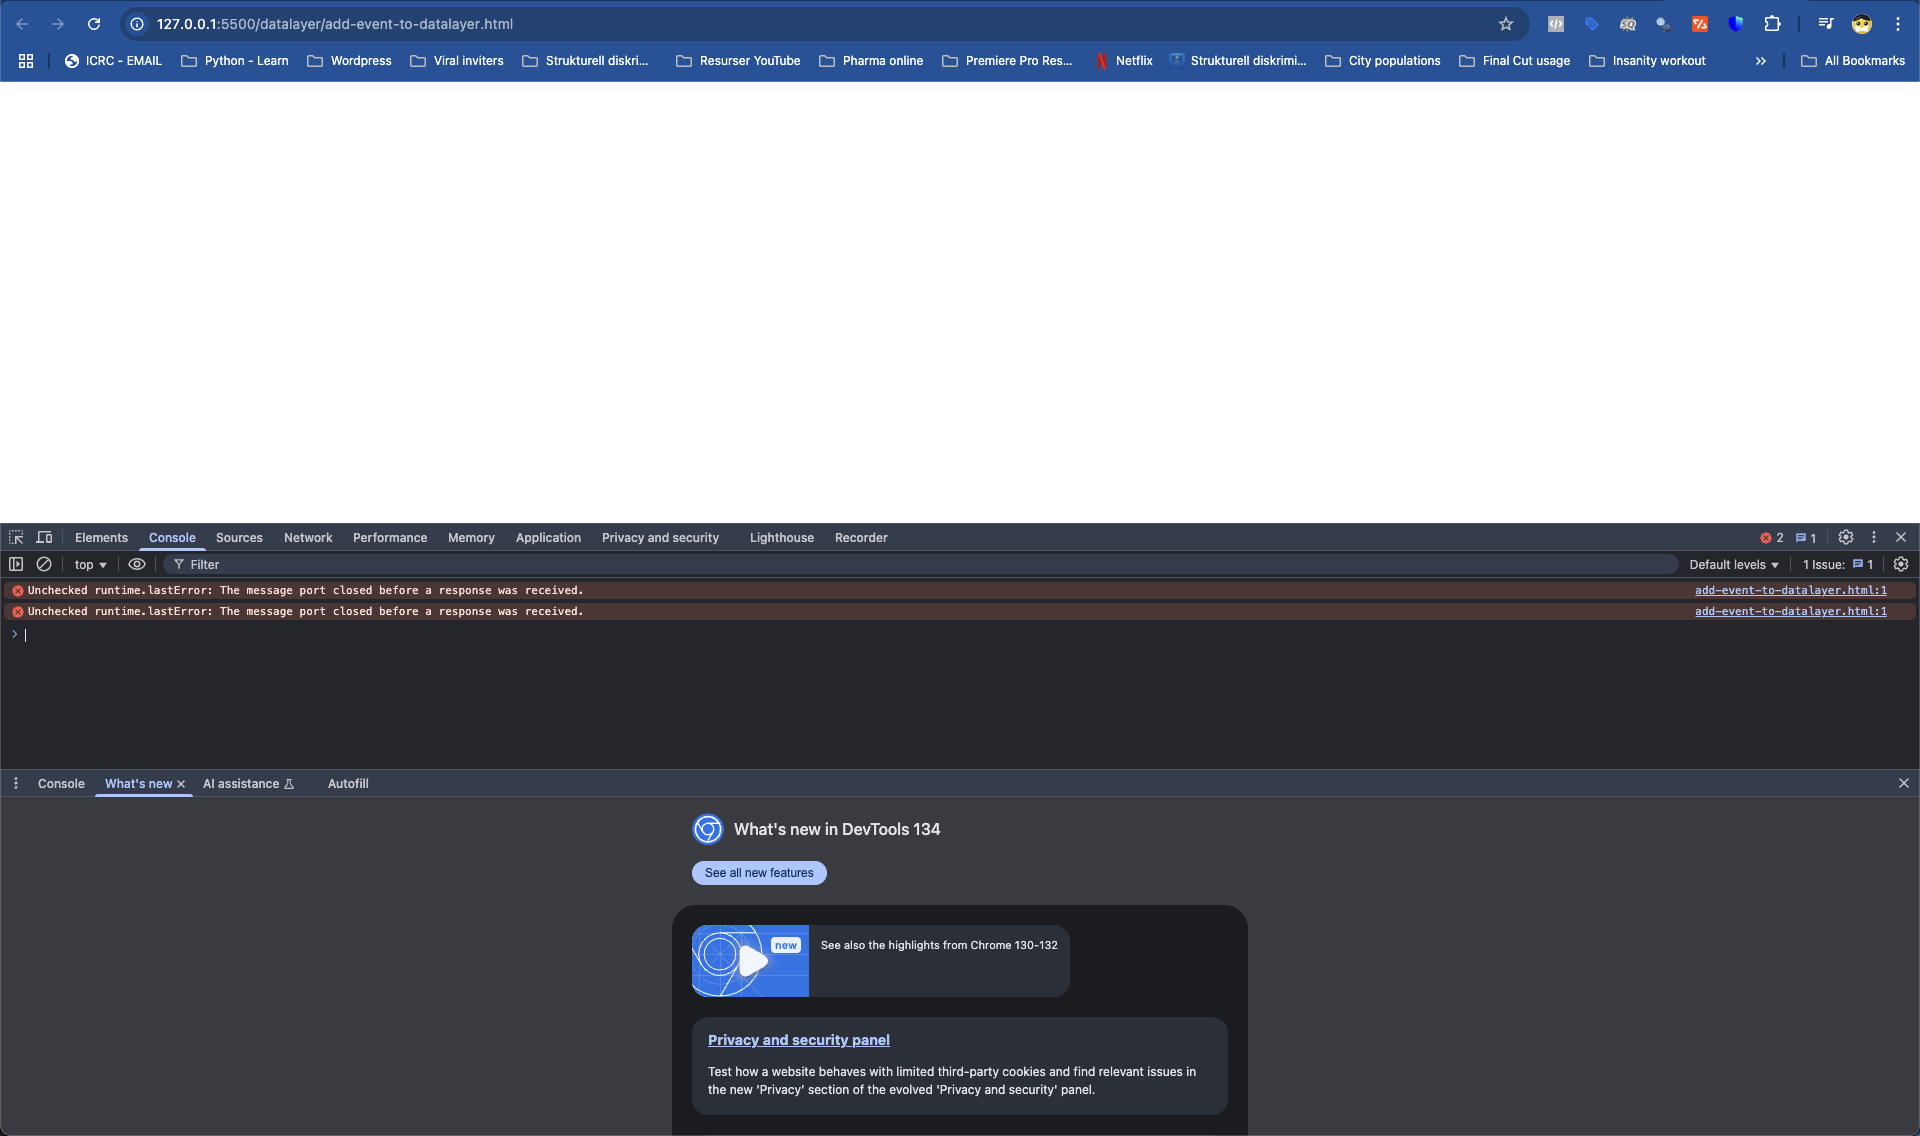 127.0.0.1:5500/datalayer/add-event-to-datalayer.html
ICRC - EMAIL Python - Learn Wordpress Viral inviters Strukturell diskri... Resurser YouTube Pharma online Premiere Pro Res... Netflix Strukturell diskrimi... City populations Final Cut usage Insanity workout » All Bookmarks
Elements Console Sources Network Performance Memory Application Privacy and security Lighthouse Recorder 2 1
top Filter Default levels 1 Issue: 1
Unchecked runtime.lastError: The message port closed before a response was received. add-event-to-datalayer.html:1
Unchecked runtime.lastError: The message port closed before a response was received. add-event-to-datalayer.html:1
Console What's new AI assistance Autofill
What's new in DevTools 134
See all new features
new See also the highlights from Chrome 130-132
Privacy and security panel
Test how a website behaves with limited third-party cookies and find relevant issues in
the new 'Privacy' section of the evolved 'Privacy and security' panel.